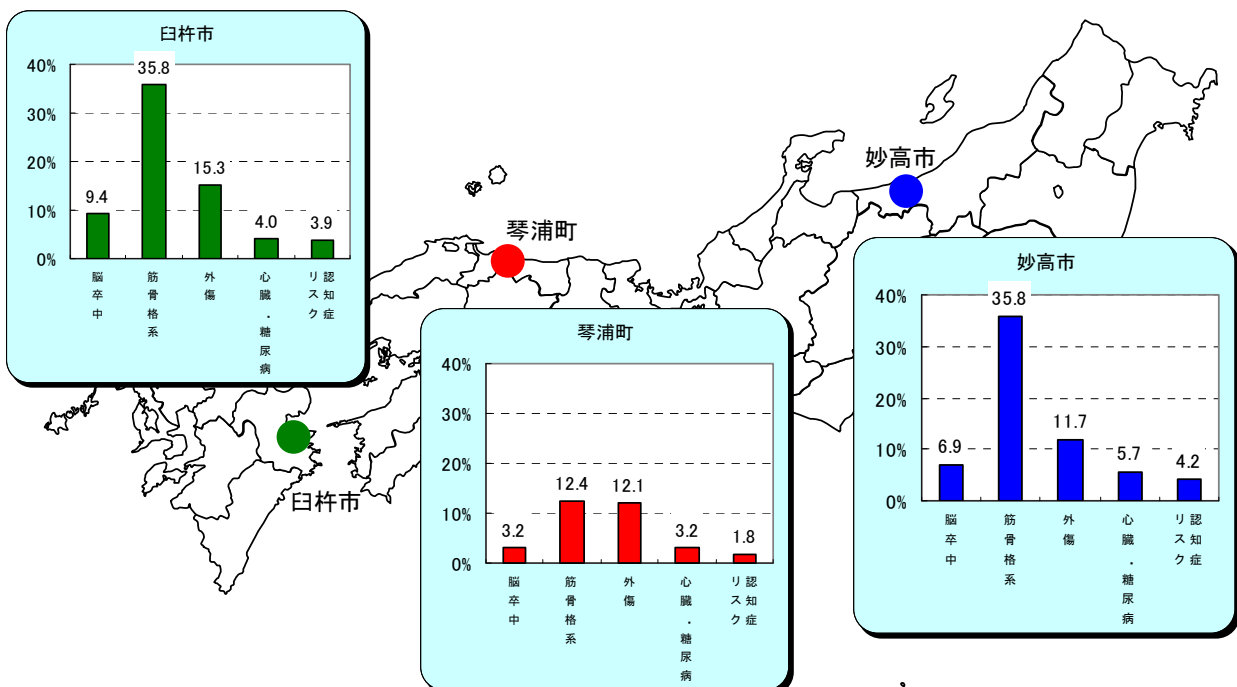 臼杵市
40%
30%
20%
10%
0%
9.4
35.8
15.3
4.0
3.9
脳卒中
筋骨格系
外傷
心臓・糖尿病
認知症
リスク
妙高市
琴浦町
臼杵市
琴浦町
40%
30%
20%
10%
0%
3.2
12.4
12.1
3.2
1.8
脳卒中
筋骨格系
外傷
心臓・糖尿病
認知症
リスク
妙高市
40%
30%
20%
10%
0%
6.9
35.8
11.7
5.7
4.2
脳卒中
筋骨格系
外傷
心臓・糖尿病
認知症
リスク